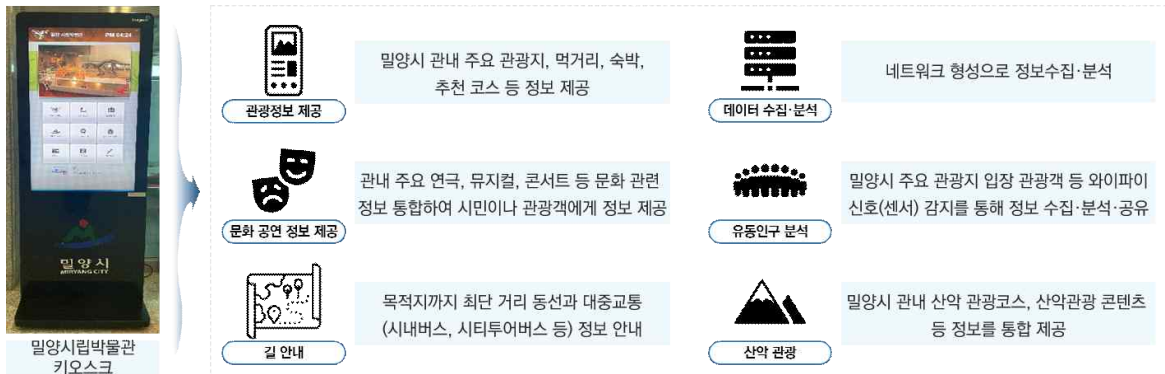 밀양시립박물관
PM 04:24
밀양시
MIRYANG CITY
밀양시립박물관
키오스크
관광정보 제공
밀양시 관내 주요 관광지, 먹거리, 숙박,
추천 코스 등 정보 제공
데이터 수집·분석
네트워크 형성으로 정보수집·분석
문화 공연 정보 제공
관내 주요 연극, 뮤지컬, 콘서트 등 문화 관련
정보 통합하여 시민이나 관광객에게 정보 제공
유동인구 분석
밀양시 주요 관광지 입장 관광객 등 와이파이
신호(센서) 감지를 통해 정보 수집·분석·공유
길 안내
목적지까지 최단 거리 동선과 대중교통
(시내버스, 시티투어버스 등) 정보 안내
산악 관광
밀양시 관내 산악 관광코스, 산악관광 콘텐츠
등 정보를 통합 제공